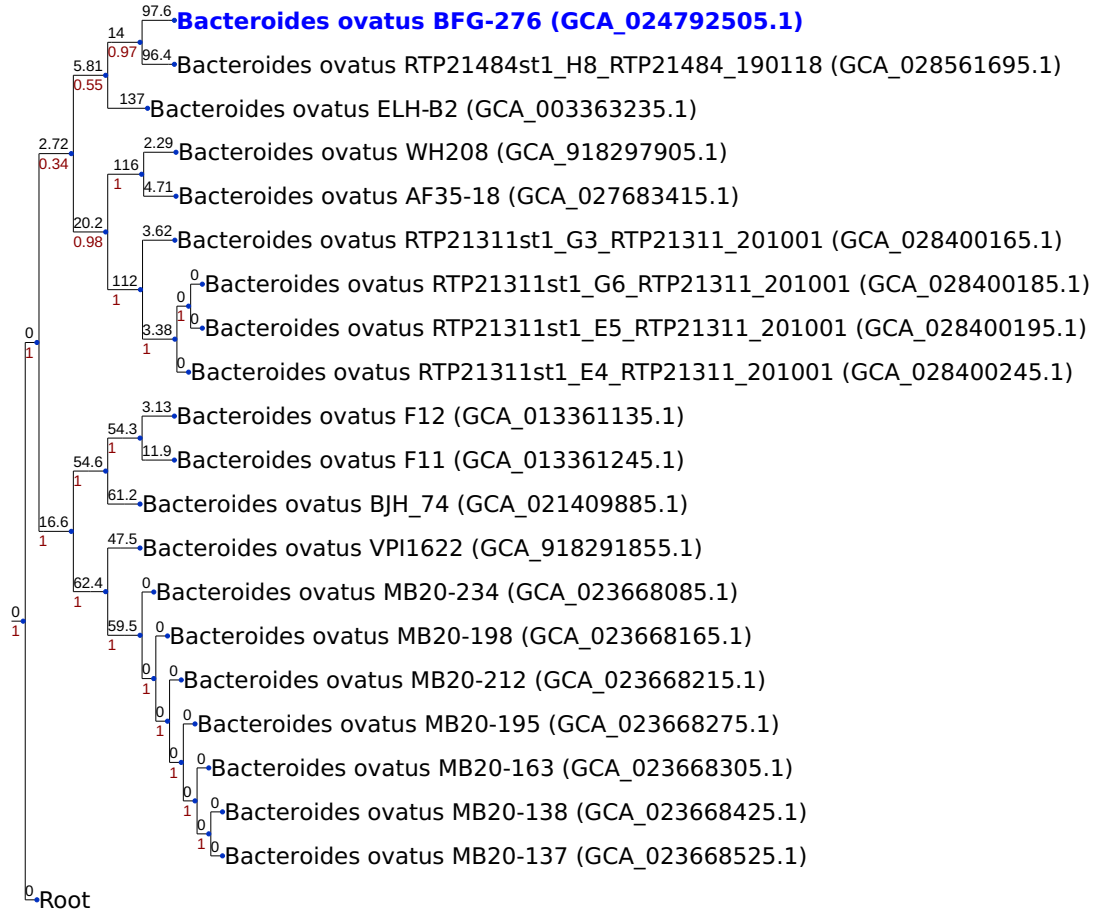 97.6
Bacteroides ovatus BFG-276 (GCA_024792505.1)
14
0.97
96.4
Bacteroides ovatus RTP21484st1_H8_RTP21484_190118 (GCA_028561695.1)
5.81
0.55
137
Bacteroides ovatus ELH-B2 (GCA_003363235.1)
2.72
0.34
2.29
Bacteroides ovatus WH208 (GCA_918297905.1)
116
1
4.71
Bacteroides ovatus AF35-18 (GCA_027683415.1)
20.2
0.98
3.62
Bacteroides ovatus RTP21311st1_G3_RTP21311_201001 (GCA_028400165.1)
112
1
0
Bacteroides ovatus RTP21311st1_G6_RTP21311_201001 (GCA_028400185.1)
0
1
0
Bacteroides ovatus RTP21311st1_E5_RTP21311_201001 (GCA_028400195.1)
3.38
1
0
Bacteroides ovatus RTP21311st1_E4_RTP21311_201001 (GCA_028400245.1)
0
1
3.13
Bacteroides ovatus F12 (GCA_013361135.1)
54.3
1
11.9
Bacteroides ovatus F11 (GCA_013361245.1)
54.6
1
61.2
Bacteroides ovatus BJH_74 (GCA_021409885.1)
16.6
1
47.5
Bacteroides ovatus VPI1622 (GCA_918291855.1)
62.4
1
0
Bacteroides ovatus MB20-234 (GCA_023668085.1)
59.5
1
0
Bacteroides ovatus MB20-198 (GCA_023668165.1)
0
1
0
Bacteroides ovatus MB20-212 (GCA_023668215.1)
0
1
0
Bacteroides ovatus MB20-195 (GCA_023668275.1)
0
1
0
Bacteroides ovatus MB20-163 (GCA_023668305.1)
0
1
0
Bacteroides ovatus MB20-138 (GCA_023668425.1)
0
1
0
Bacteroides ovatus MB20-137 (GCA_023668525.1)
0
1
0
Root